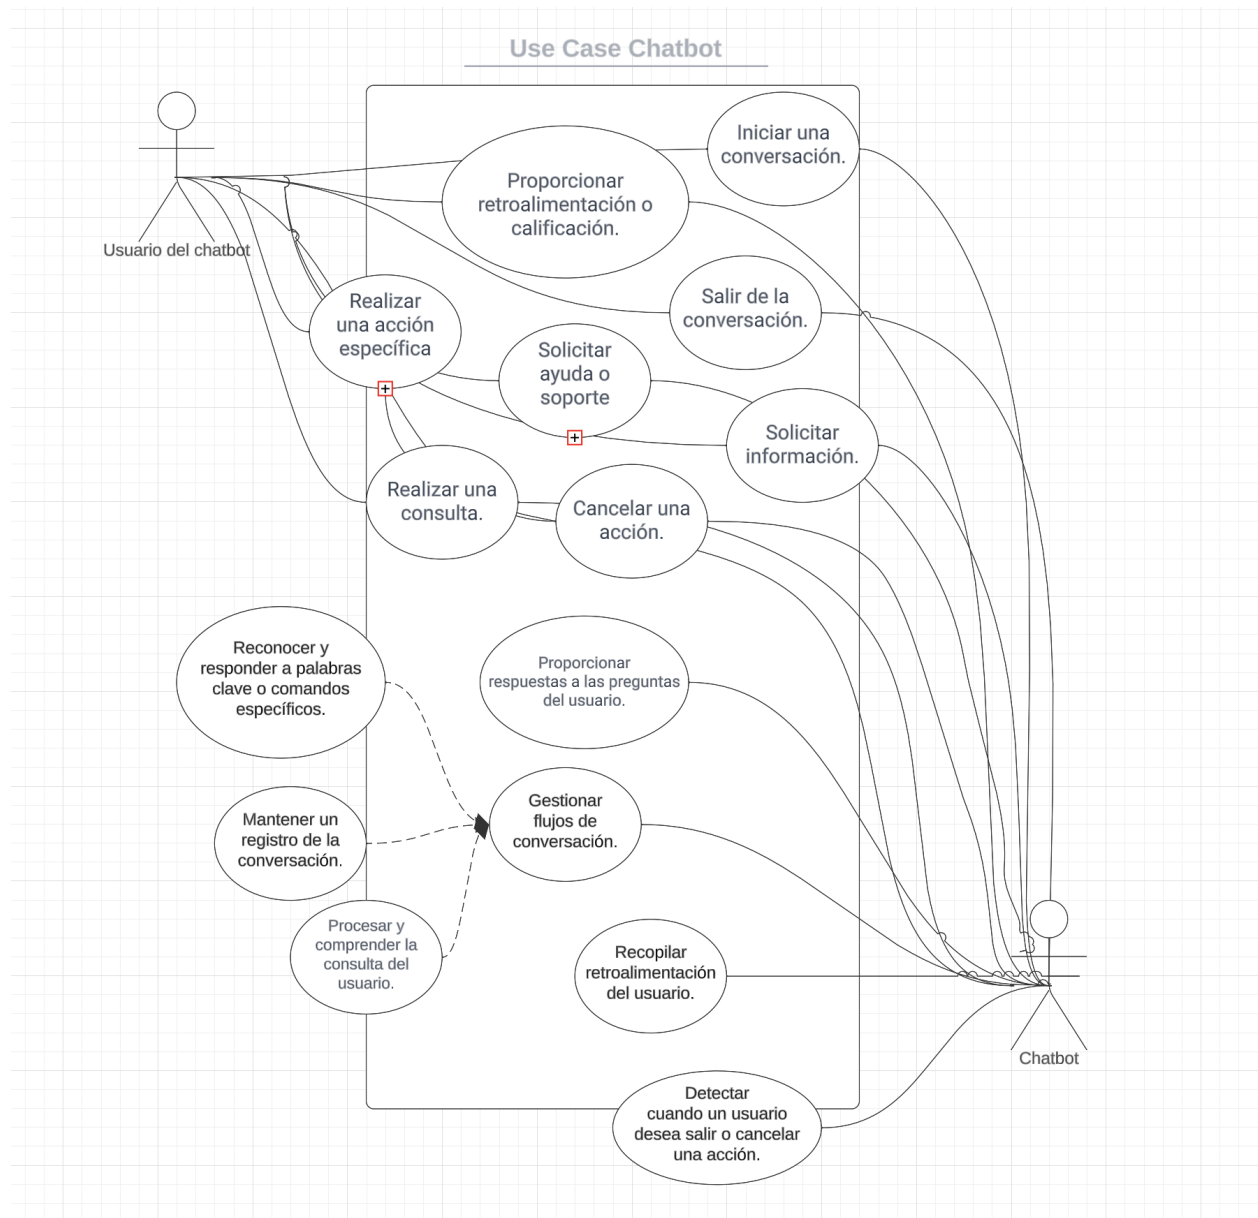 Use Case Chatbot
Iniciar una
conversación.
Proporcionar
retroalimentación o
calificación.
Usuario del chatbot
Salir de la
conversación.
Realizar
una acción
específica
Solicitar
ayuda o
soporte
Solicitar
información.
Realizar una
consulta.
Cancelar una
acción.
Reconocer y
responder a palabras
clave o comandos
específicos.
Proporcionar
respuestas a las preguntas
del usuario.
Mantener un
registro de la
conversación.
Gestionar
flujos de
conversación.
Procesar y
comprender la
consulta del
usuario.
Recopilar
retroalimentación
del usuario.
Chatbot
Detectar
cuando un usuario
desea salir o cancelar
una acción.